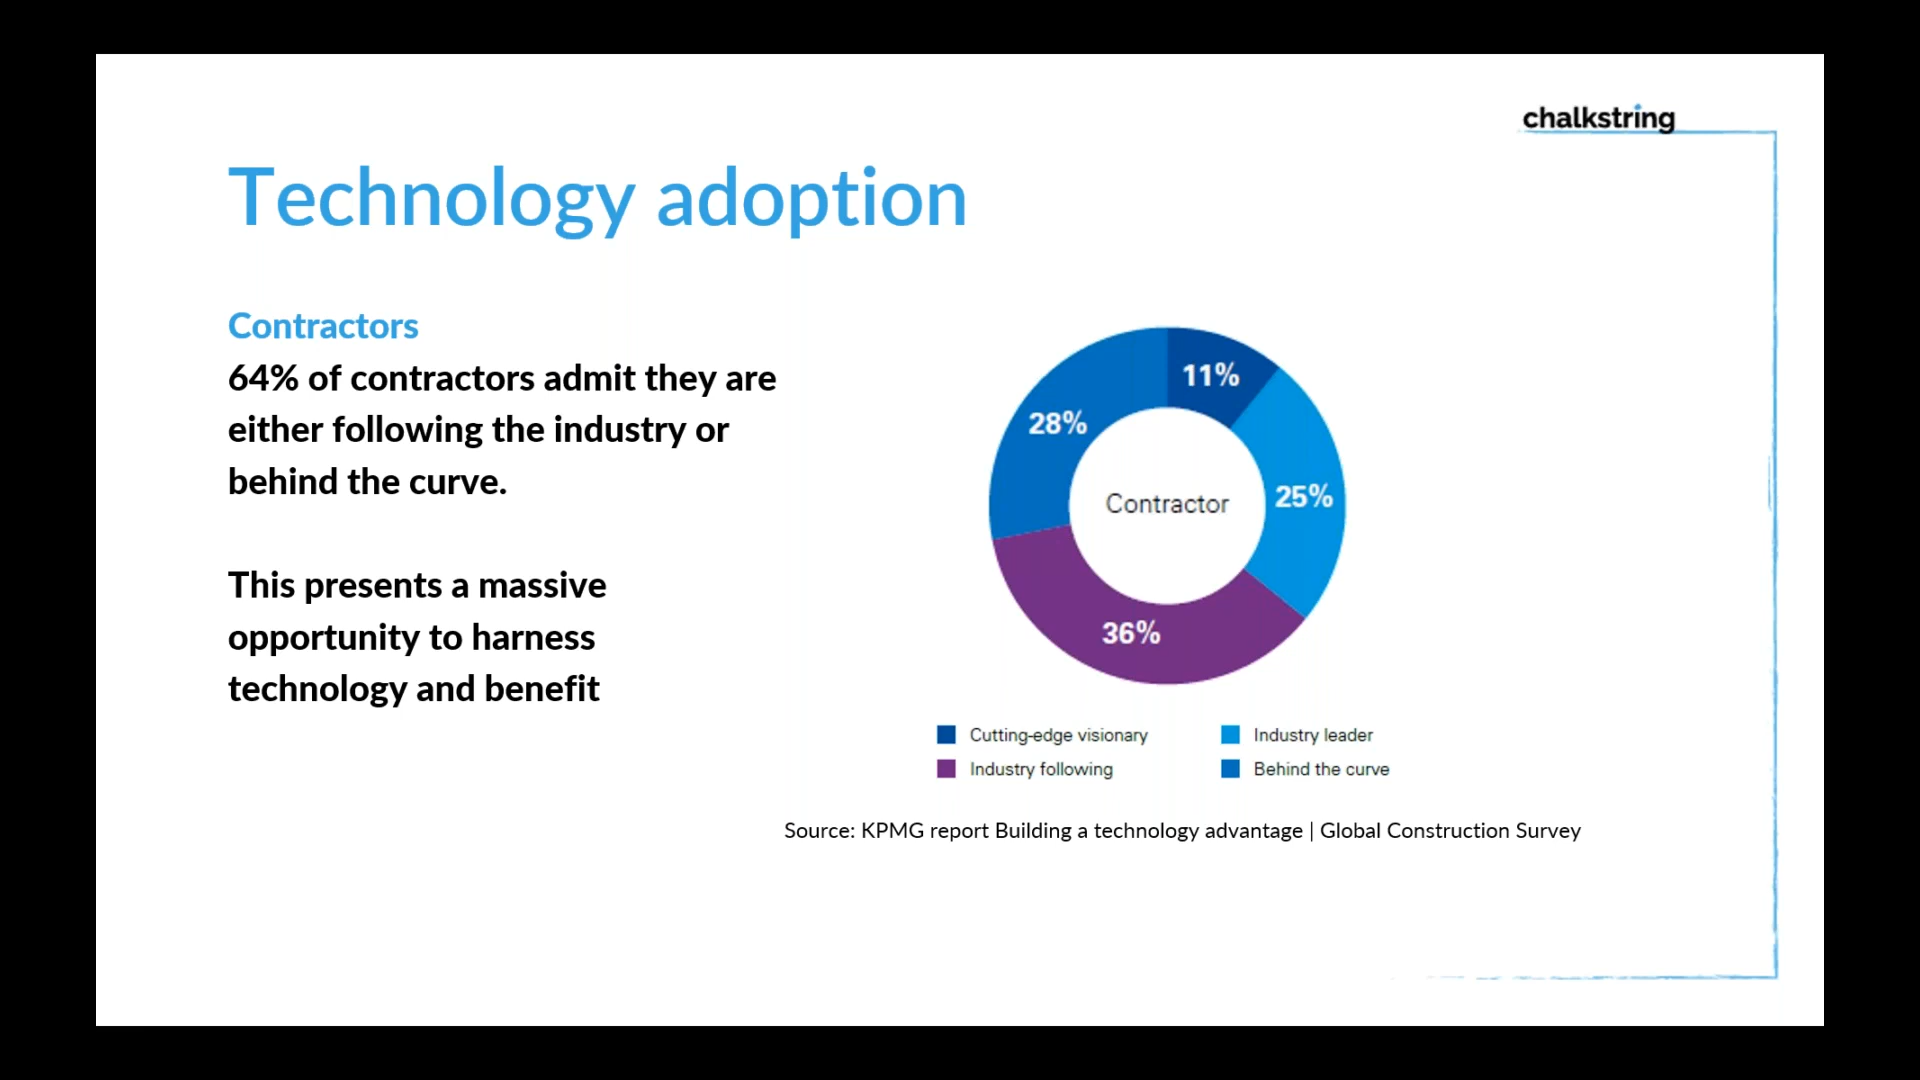 chalkstring
Technology adoption
Contractors
64% of contractors admit they are
either following the industry or
behind the curve.
This presents a massive
opportunity to harness
technology and benefit
11%
28%
25%
Contractor
36%
Cutting-edge visionary
Industry leader
Industry following
Behind the curve
Source: KPMG report Building a technology advantage | Global Construction Survey